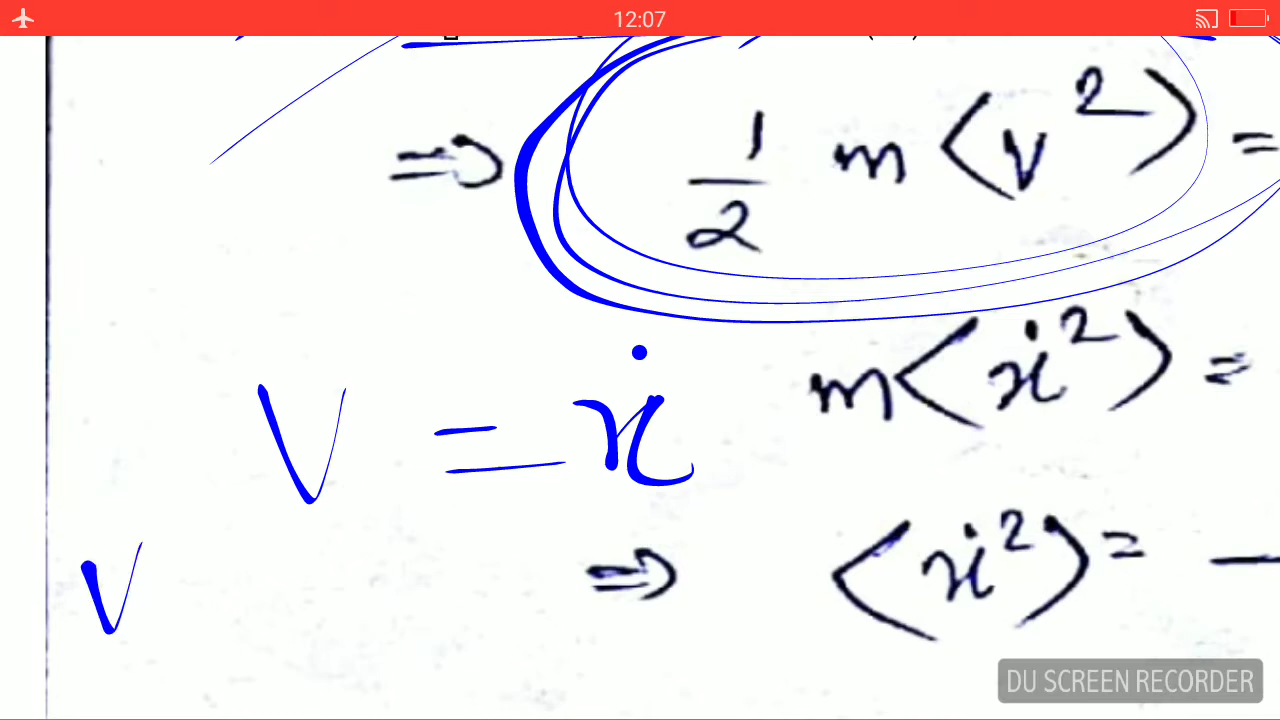 12:07
⇒ 1/2 m⟨v²⟩ =
m⟨ẋ²⟩ =
V = ẋ
⇒ ⟨ẋ²⟩ = —
V
DU SCREEN RECORDER